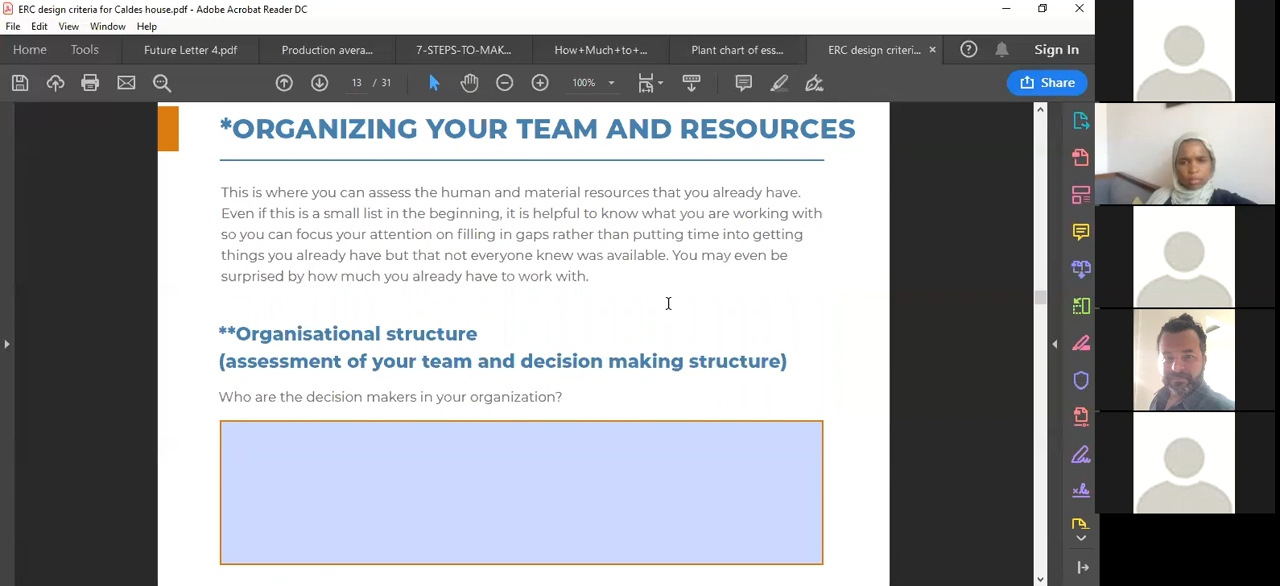 ERC design criteria for Caldes house.pdf - Adobe Acrobat Reader DC
File Edit View Window Help
Home Tools Future Letter 4.pdf Production avera... 7-STEPS-TO-MAK... How+Much+to+... Plant chart of ess... ERC design criteri... × Sign In
13 / 31 100% Share
*ORGANIZING YOUR TEAM AND RESOURCES
This is where you can assess the human and material resources that you already have.
Even if this is a small list in the beginning, it is helpful to know what you are working with
so you can focus your attention on filling in gaps rather than putting time into getting
things you already have but that not everyone knew was available. You may even be
surprised by how much you already have to work with.
**Organisational structure
(assessment of your team and decision making structure)
Who are the decision makers in your organization?